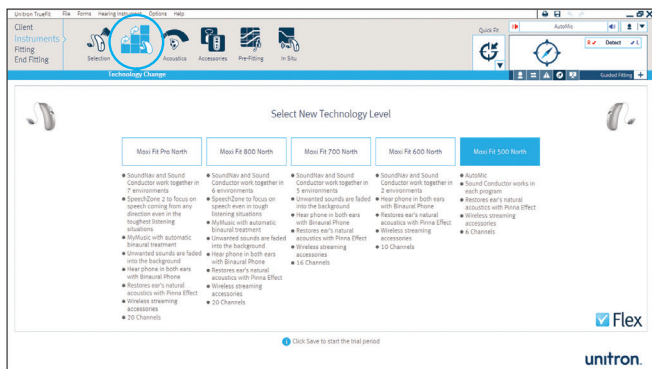 Unitron TrueFit File Forms Hearing Instrument Options Help
Client
Instruments
Fitting
End Fitting
Selection
Acoustics
Accessories
Pre-Fitting
In Situ
Technology Change
Quick Fit
AutoMic
R
Detect
L
Guided Fitting
Select New Technology Level
Moxi Fit Pro North
• SoundNav and Sound
Conductor work together in
7 environments
• SpeechZone 2 to focus on
speech coming from any
direction even in the
toughest listening
situations
• MyMusic with automatic
binaural treatment
• Unwanted sounds are faded
into the background
• Hear phone in both ears
with Binaural Phone
• Restores ear's natural
acoustics with Pinna Effect
• Wireless streaming
accessories
• 20 Channels
Moxi Fit 800 North
• SoundNav and Sound
Conductor work together in
6 environments
• SpeechZone to focus on
speech even in tough
listening situations
• MyMusic with automatic
binaural treatment
• Unwanted sounds are faded
into the background
• Hear phone in both ears
with Binaural Phone
• Restores ear's natural
acoustics with Pinna Effect
• Wireless streaming
accessories
• 20 Channels
Moxi Fit 700 North
• SoundNav and Sound
Conductor work together in
5 environments
• Unwanted sounds are faded
into the background
• Hear phone in both ears
with Binaural Phone
• Restores ear's natural
acoustics with Pinna Effect
• Wireless streaming
accessories
• 16 Channels
Moxi Fit 600 North
• SoundNav and Sound
Conductor work together in
2 environments
• Hear phone in both ears
with Binaural Phone
• Restores ear's natural
acoustics with Pinna Effect
• Wireless streaming
accessories
• 10 Channels
Moxi Fit 500 North
• AutoMic
• Sound Conductor works in
each program
• Restores ear's natural
acoustics with Pinna Effect
• Wireless streaming
accessories
• 6 Channels
Flex
Click Save to start the trial period
unitron.